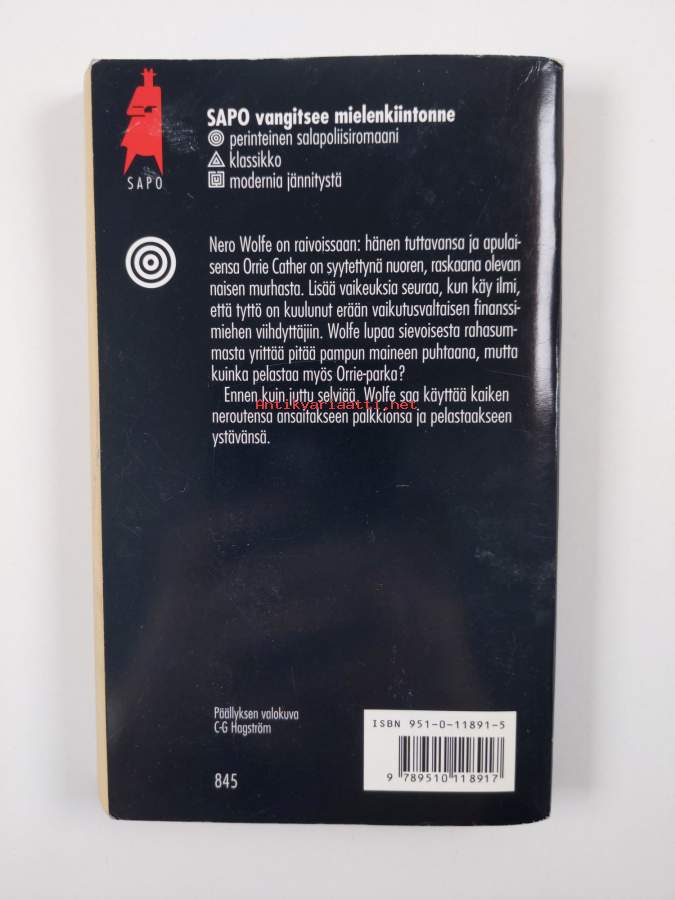 SAPO
SAPO vangitsee mielenkiintonne
perinteinen salapoliisiromaani
klassikko
modernia jännitystä
Nero Wolfe on raivoissaan: hänen tuttavansa ja apulai-
sensa Orrie Cather on syytettynä nuoren, raskaana olevan
naisen murhasta. Lisää vaikeuksia seuraa, kun käy ilmi,
että tyttö on kuulunut erään vaikutusvaltaisen finanssi-
miehen viihdyttäjiin. Wolfe lupaa sievoisesta rahasum-
masta yrittää pitää pampun maineen puhtaana, mutta
kuinka pelastaa myös Orrie-parka?
Ennen kuin juttu selviää, Wolfe saa käyttää kaiken
Antikvariaatti.net
neroutensa ansaitakseen palkkionsa ja pelastaakseen
ystävänsä.
Päällyksen valokuva
C-G Hagström
845
ISBN 951-0-11891-5
9 789510 118917